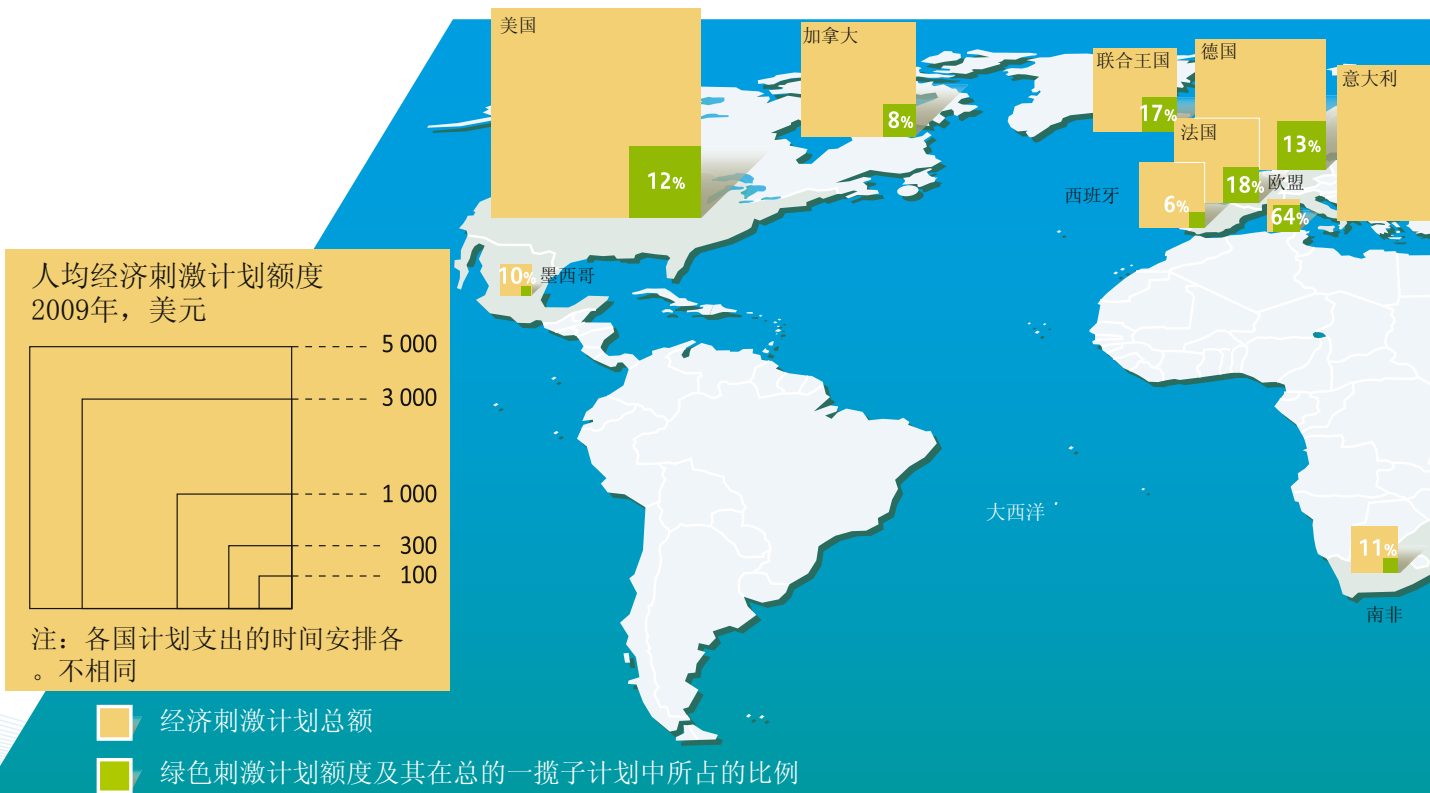 美国
加拿大
联合王国
德国
意大利
8%
17%
法国
13%
12%
18%
欧盟
西班牙
6%
64%
10%
墨西哥
人均经济刺激计划额度
2009年，美元
5 000
3 000
1 000
300
100
注：各国计划支出的时间安排各
。不相同
大西洋
11%
南非
经济刺激计划总额
绿色刺激计划额度及其在总的一揽子计划中所占的比例